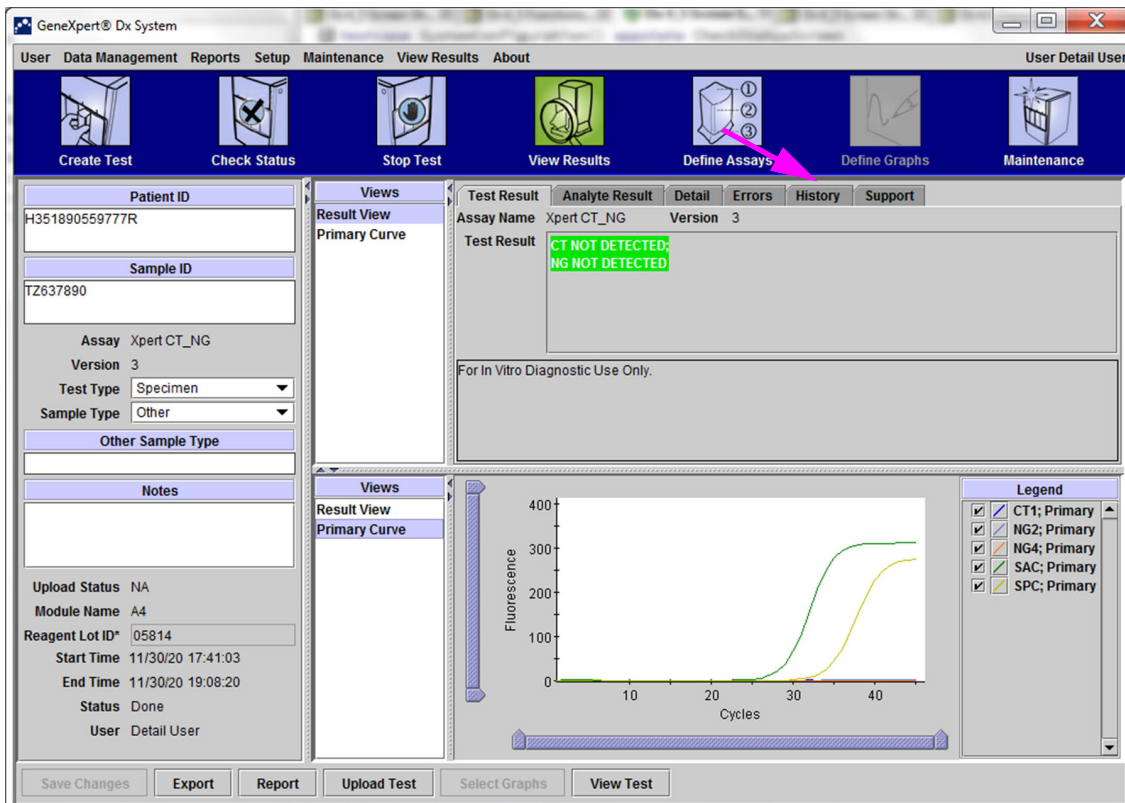 GeneXpert® Dx System
User Data Management Reports Setup Maintenance View Results About
User Detail User
Create Test
Check Status
Stop Test
View Results
① ② ③
Define Assays
Define Graphs
Maintenance
Patient ID
H351890559777R
Sample ID
TZ637890
Assay Xpert CT_NG
Version 3
Test Type Specimen
Sample Type Other
Other Sample Type
Notes
Upload Status NA
Module Name A4
Reagent Lot ID* 05814
Start Time 11/30/20 17:41:03
End Time 11/30/20 19:08:20
Status Done
User Detail User
Views
Result View
Primary Curve
Test Result Analyte Result Detail Errors History Support
Assay Name Xpert CT_NG Version 3
Test Result CT NOT DETECTED;
NG NOT DETECTED
For In Vitro Diagnostic Use Only.
Views
Result View
Primary Curve
400
300
200
100
0
Fluorescence
10 20 30 40
Cycles
Legend
CT1; Primary
NG2; Primary
NG4; Primary
SAC; Primary
SPC; Primary
Save Changes Export Report Upload Test Select Graphs View Test